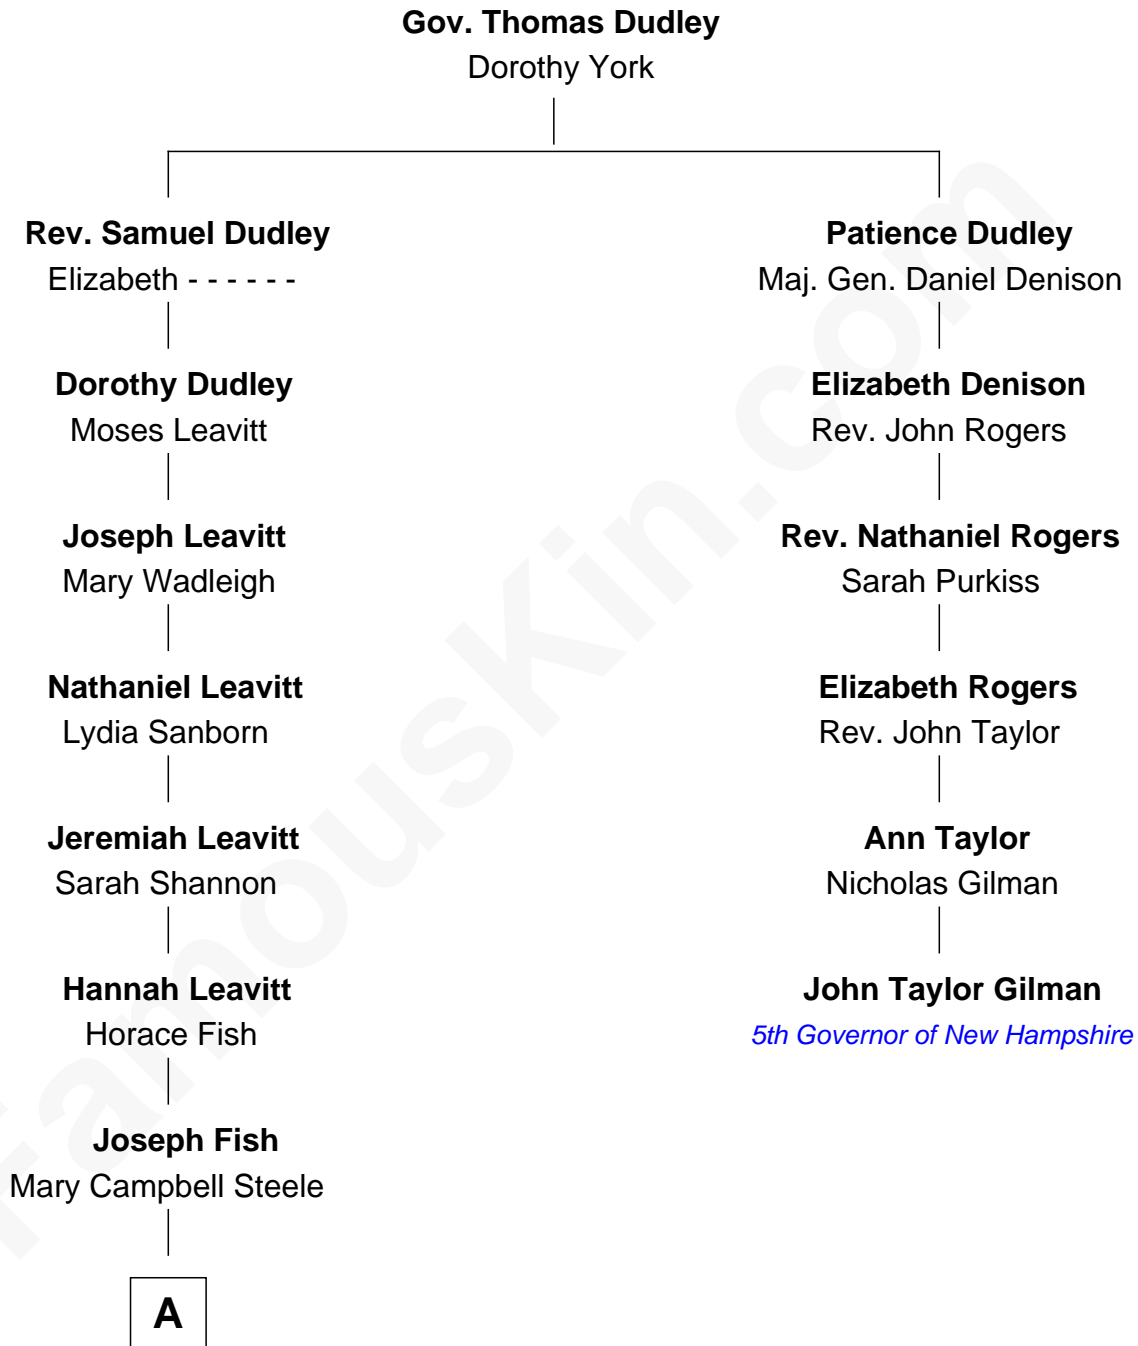 Gov. Thomas Dudley
Dorothy York
Rev. Samuel Dudley
Elizabeth - - - - - -
Dorothy Dudley
Moses Leavitt
Joseph Leavitt
Mary Wadleigh
Nathaniel Leavitt
Lydia Sanborn
Jeremiah Leavitt
Sarah Shannon
Hannah Leavitt
Horace Fish
Joseph Fish
Mary Campbell Steele
A
Patience Dudley
Maj. Gen. Daniel Denison
Elizabeth Denison
Rev. John Rogers
Rev. Nathaniel Rogers
Sarah Purkiss
Elizabeth Rogers
Rev. John Taylor
Ann Taylor
Nicholas Gilman
John Taylor Gilman
5th Governor of New Hampshire
FamousKin.com